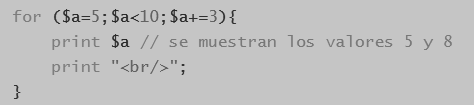 for ($a=5;$a<10;$a+=3){
    print $a // se muestran los valores 5 y 8
    print "<br/>";
}